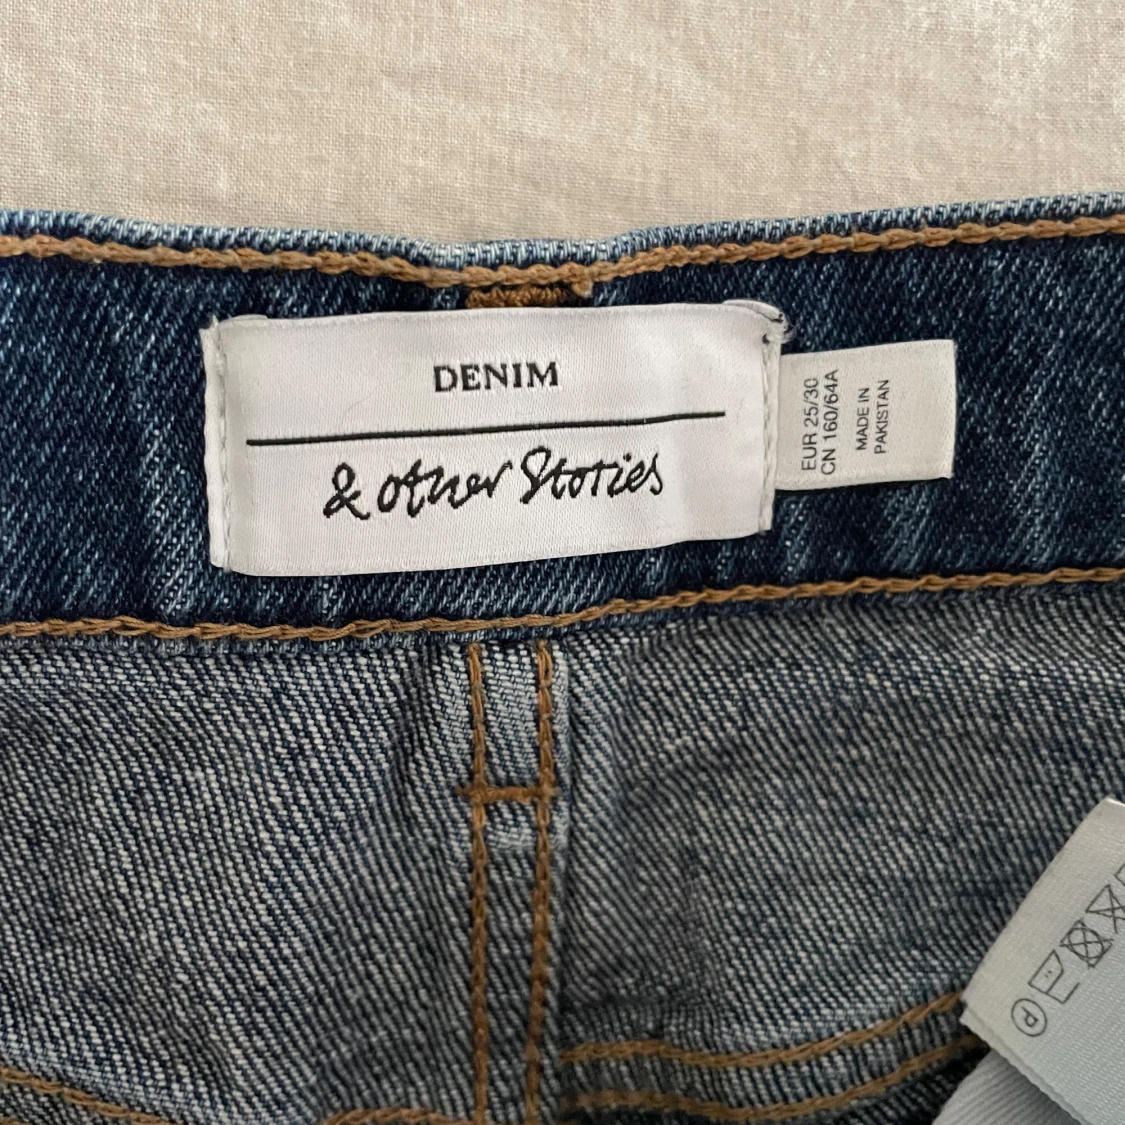 DENIM
& other Stories
EUR 25/30
CN 160/64A
MADE IN
PAKISTAN
P